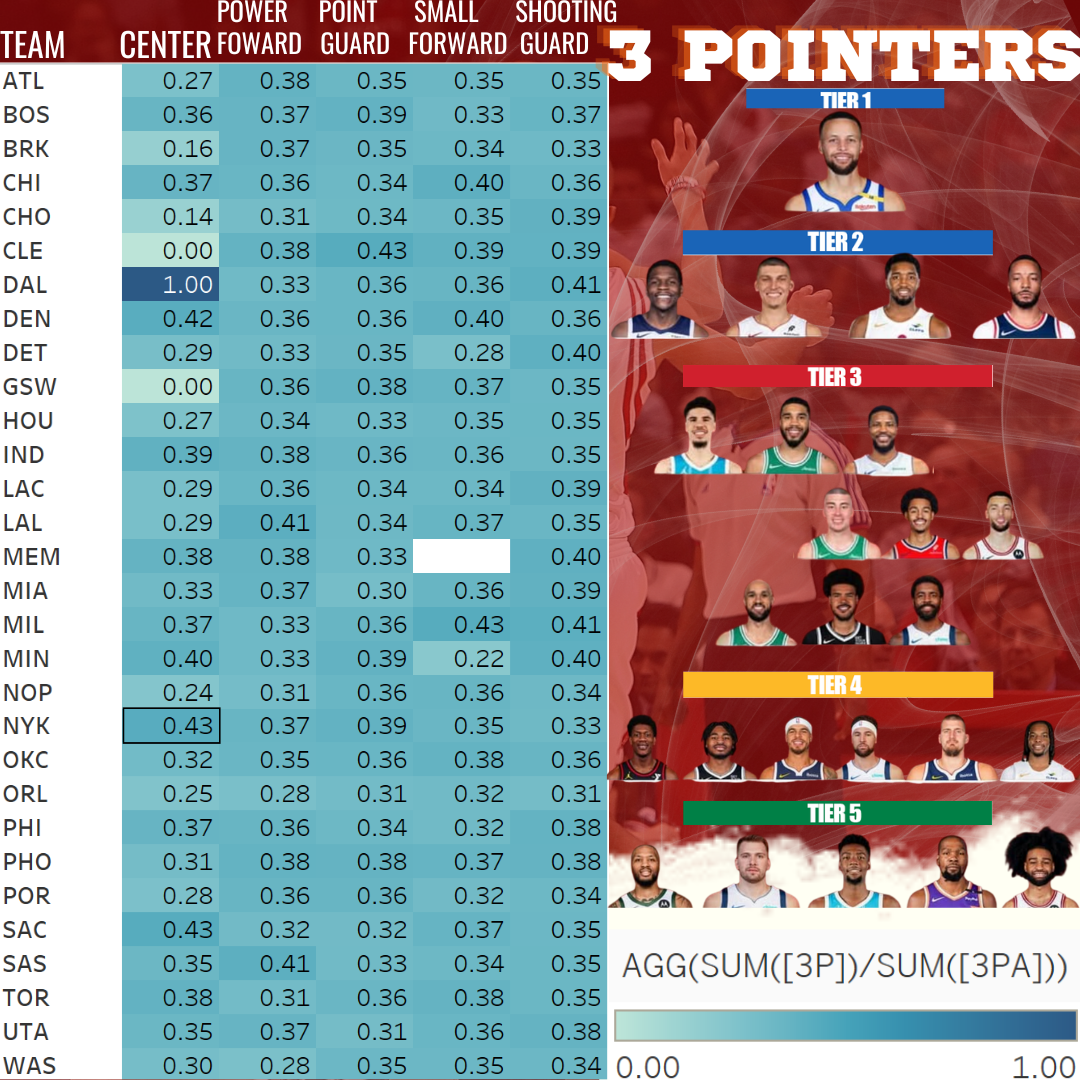 POWER POINT SMALL SHOOTING
TEAM CENTER FOWARD GUARD FORWARD GUARD
ATL 0.27 0.38 0.35 0.35 0.35
BOS 0.36 0.37 0.39 0.33 0.37
BRK 0.16 0.37 0.35 0.34 0.33
CHI 0.37 0.36 0.34 0.40 0.36
CHO 0.14 0.31 0.34 0.35 0.39
CLE 0.00 0.38 0.43 0.39 0.39
DAL 1.00 0.33 0.36 0.36 0.41
DEN 0.42 0.36 0.36 0.40 0.36
DET 0.29 0.33 0.35 0.28 0.40
GSW 0.00 0.36 0.38 0.37 0.35
HOU 0.27 0.34 0.33 0.35 0.35
IND 0.39 0.38 0.36 0.36 0.35
LAC 0.29 0.36 0.34 0.34 0.39
LAL 0.29 0.41 0.34 0.37 0.35
MEM 0.38 0.38 0.33 0.40
MIA 0.33 0.37 0.30 0.36 0.39
MIL 0.37 0.33 0.36 0.43 0.41
MIN 0.40 0.33 0.39 0.22 0.40
NOP 0.24 0.31 0.36 0.36 0.34
NYK 0.43 0.37 0.39 0.35 0.33
OKC 0.32 0.35 0.36 0.38 0.36
ORL 0.25 0.28 0.31 0.32 0.31
PHI 0.37 0.36 0.34 0.32 0.38
PHO 0.31 0.38 0.38 0.37 0.38
POR 0.28 0.36 0.36 0.32 0.34
SAC 0.43 0.32 0.32 0.37 0.35
SAS 0.35 0.41 0.33 0.34 0.35
TOR 0.38 0.31 0.36 0.38 0.35
UTA 0.35 0.37 0.31 0.36 0.38
WAS 0.30 0.28 0.35 0.35 0.34
3 POINTERS
TIER 1
TIER 2
TIER 3
TIER 4
TIER 5
AGG(SUM([3P])/SUM([3PA]))
0.00 1.00